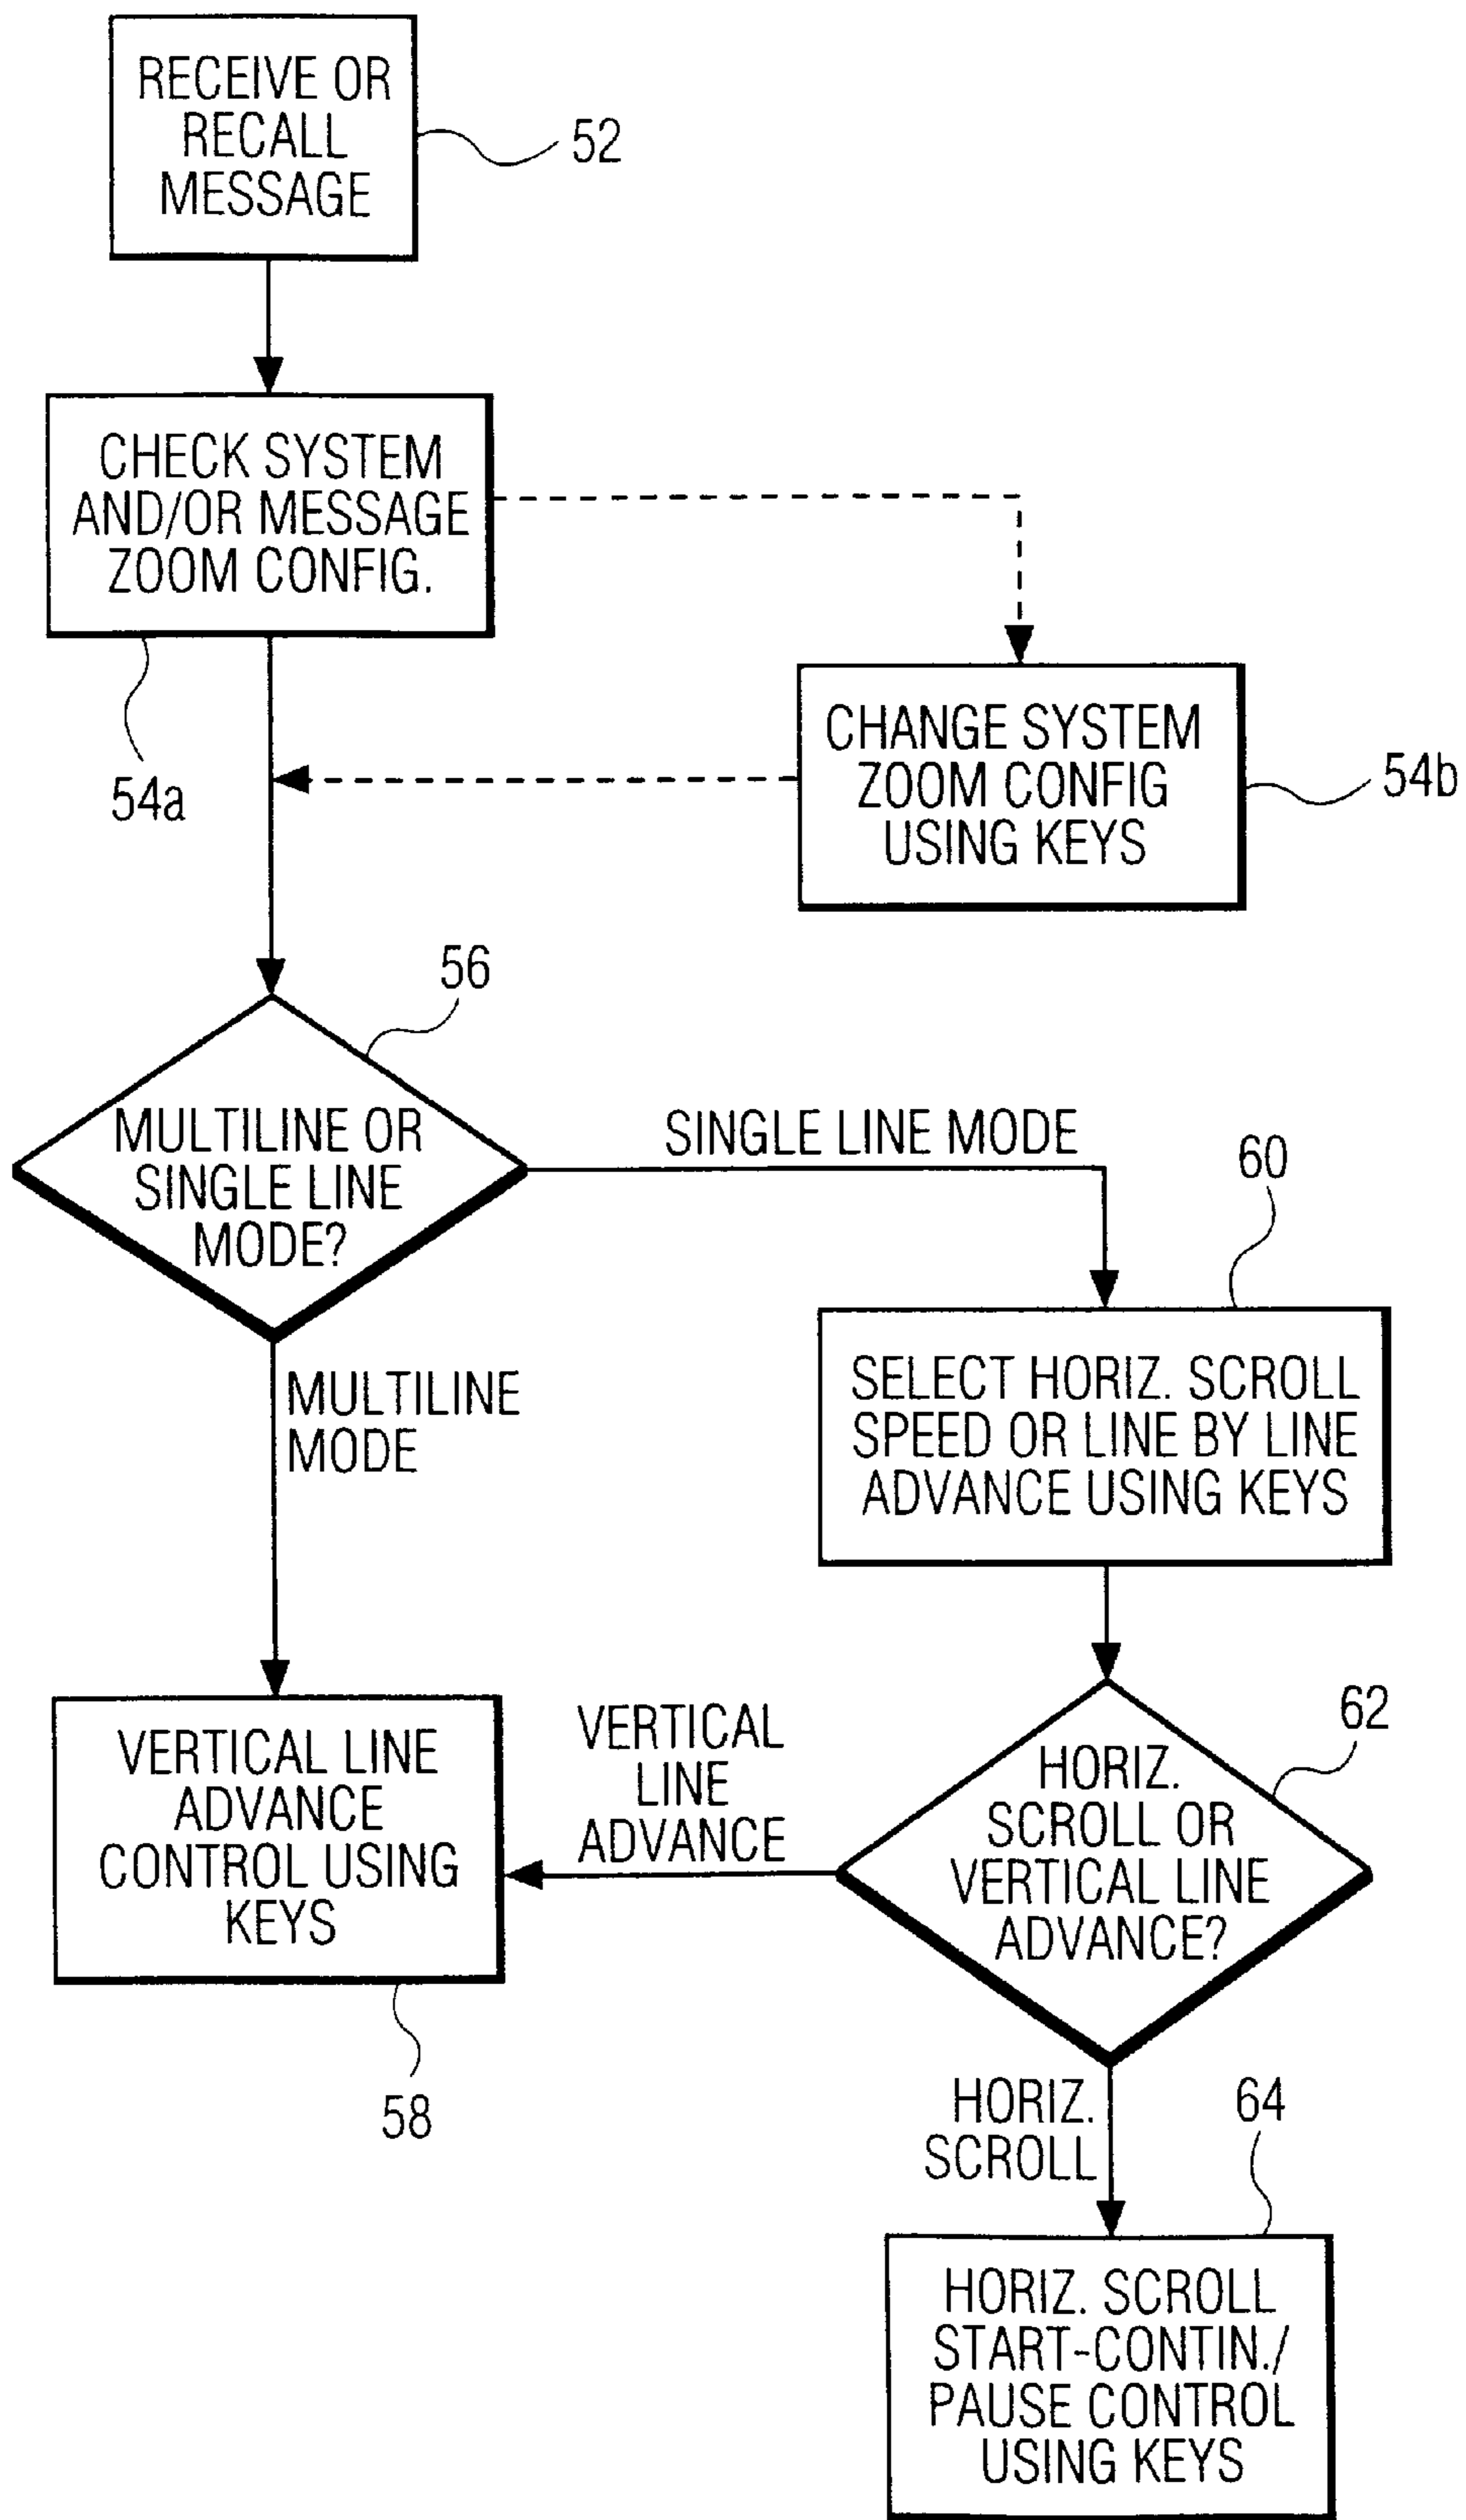 RECEIVE OR
RECALL
MESSAGE
52
CHECK SYSTEM
AND/OR MESSAGE
ZOOM CONFIG.
54a
CHANGE SYSTEM
ZOOM CONFIG
USING KEYS
54b
56
MULTILINE OR
SINGLE LINE
MODE?
SINGLE LINE MODE
60
MULTILINE
MODE
SELECT HORIZ. SCROLL
SPEED OR LINE BY LINE
ADVANCE USING KEYS
VERTICAL LINE
ADVANCE
CONTROL USING
KEYS
58
VERTICAL
LINE
ADVANCE
62
HORIZ.
SCROLL OR
VERTICAL LINE
ADVANCE?
HORIZ.
SCROLL
64
HORIZ. SCROLL
START-CONTIN./
PAUSE CONTROL
USING KEYS